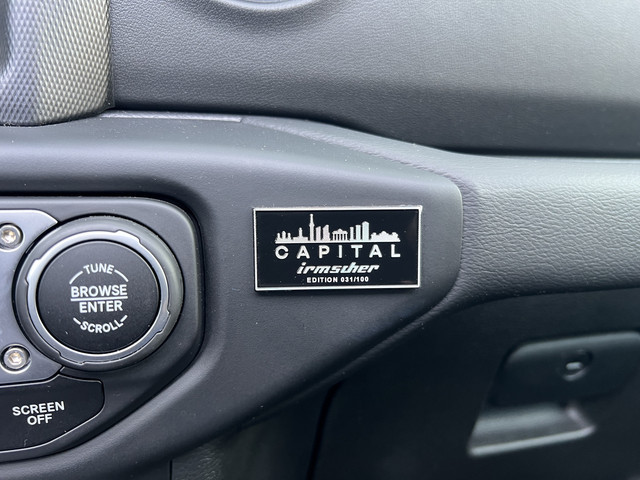 TUNE
BROWSE
ENTER
SCROLL
SCREEN
OFF
CAPITAL
irmscher
EDITION 031/100